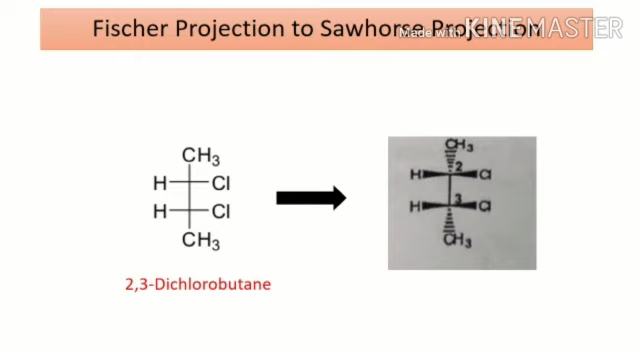 Fischer Projection to Sawhorse Projection
Made with KINEMASTER
CH3
H Cl
H Cl
CH3
2,3-Dichlorobutane
CH3
2
H Cl
3
H Cl
CH3